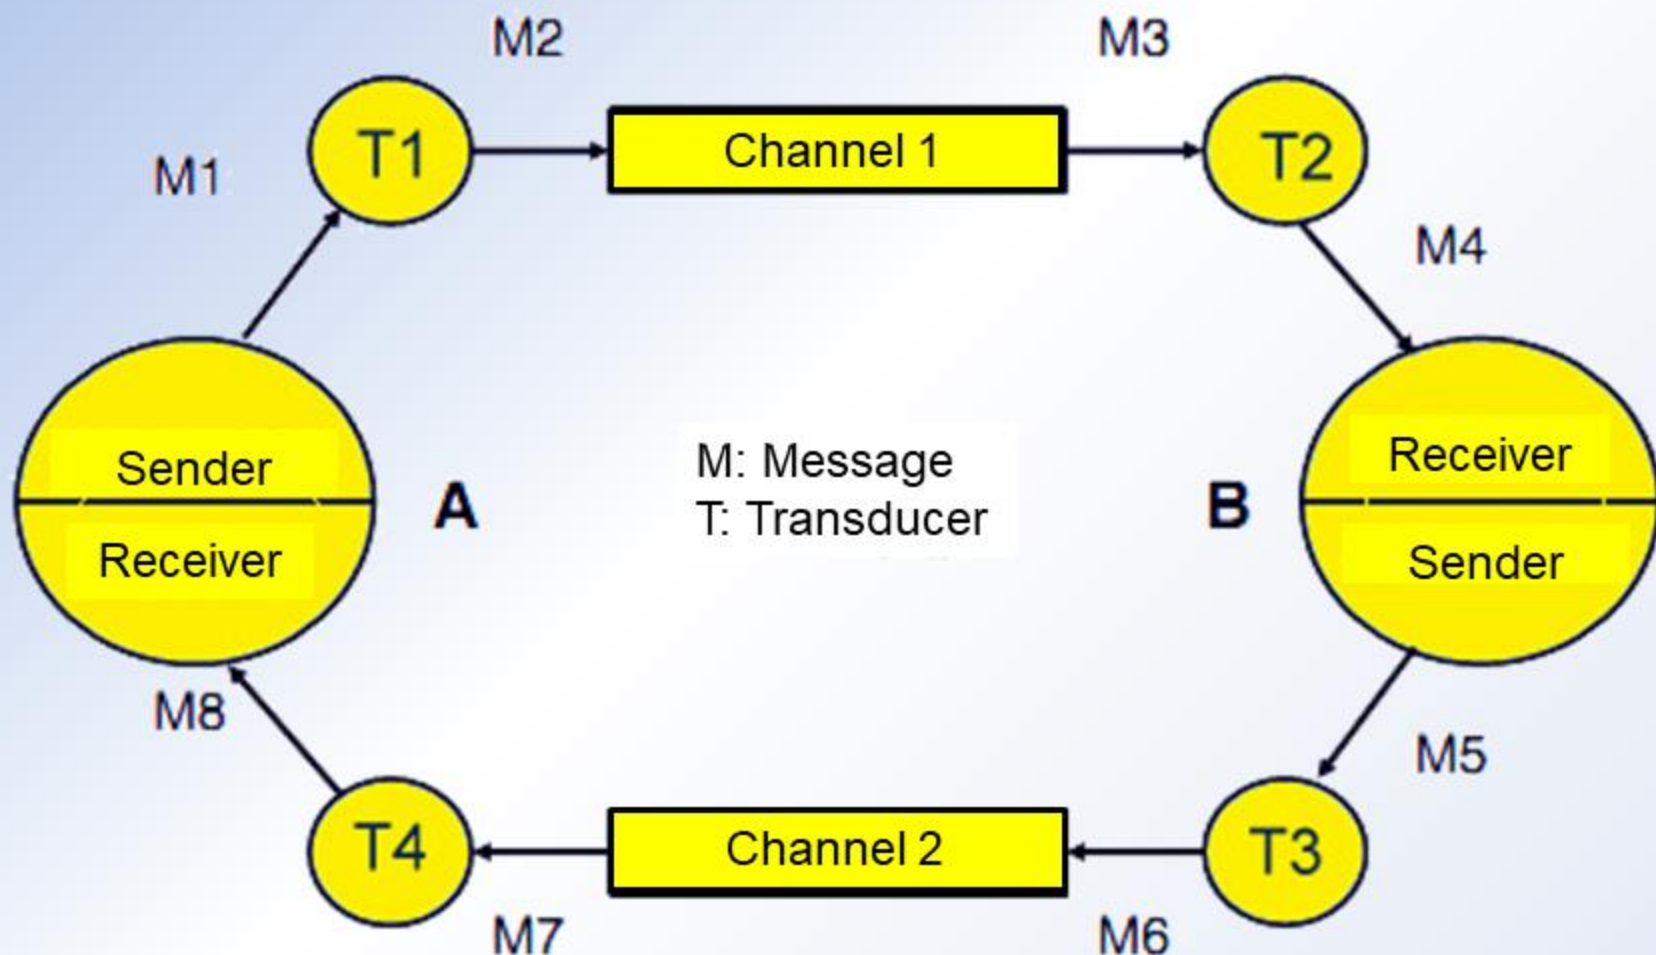 M2
M3
M1
T1
Channel 1
T2
M4
Sender
Receiver
A
M: Message
T: Transducer
B
Receiver
Sender
M8
M5
T4
Channel 2
T3
M7
M6